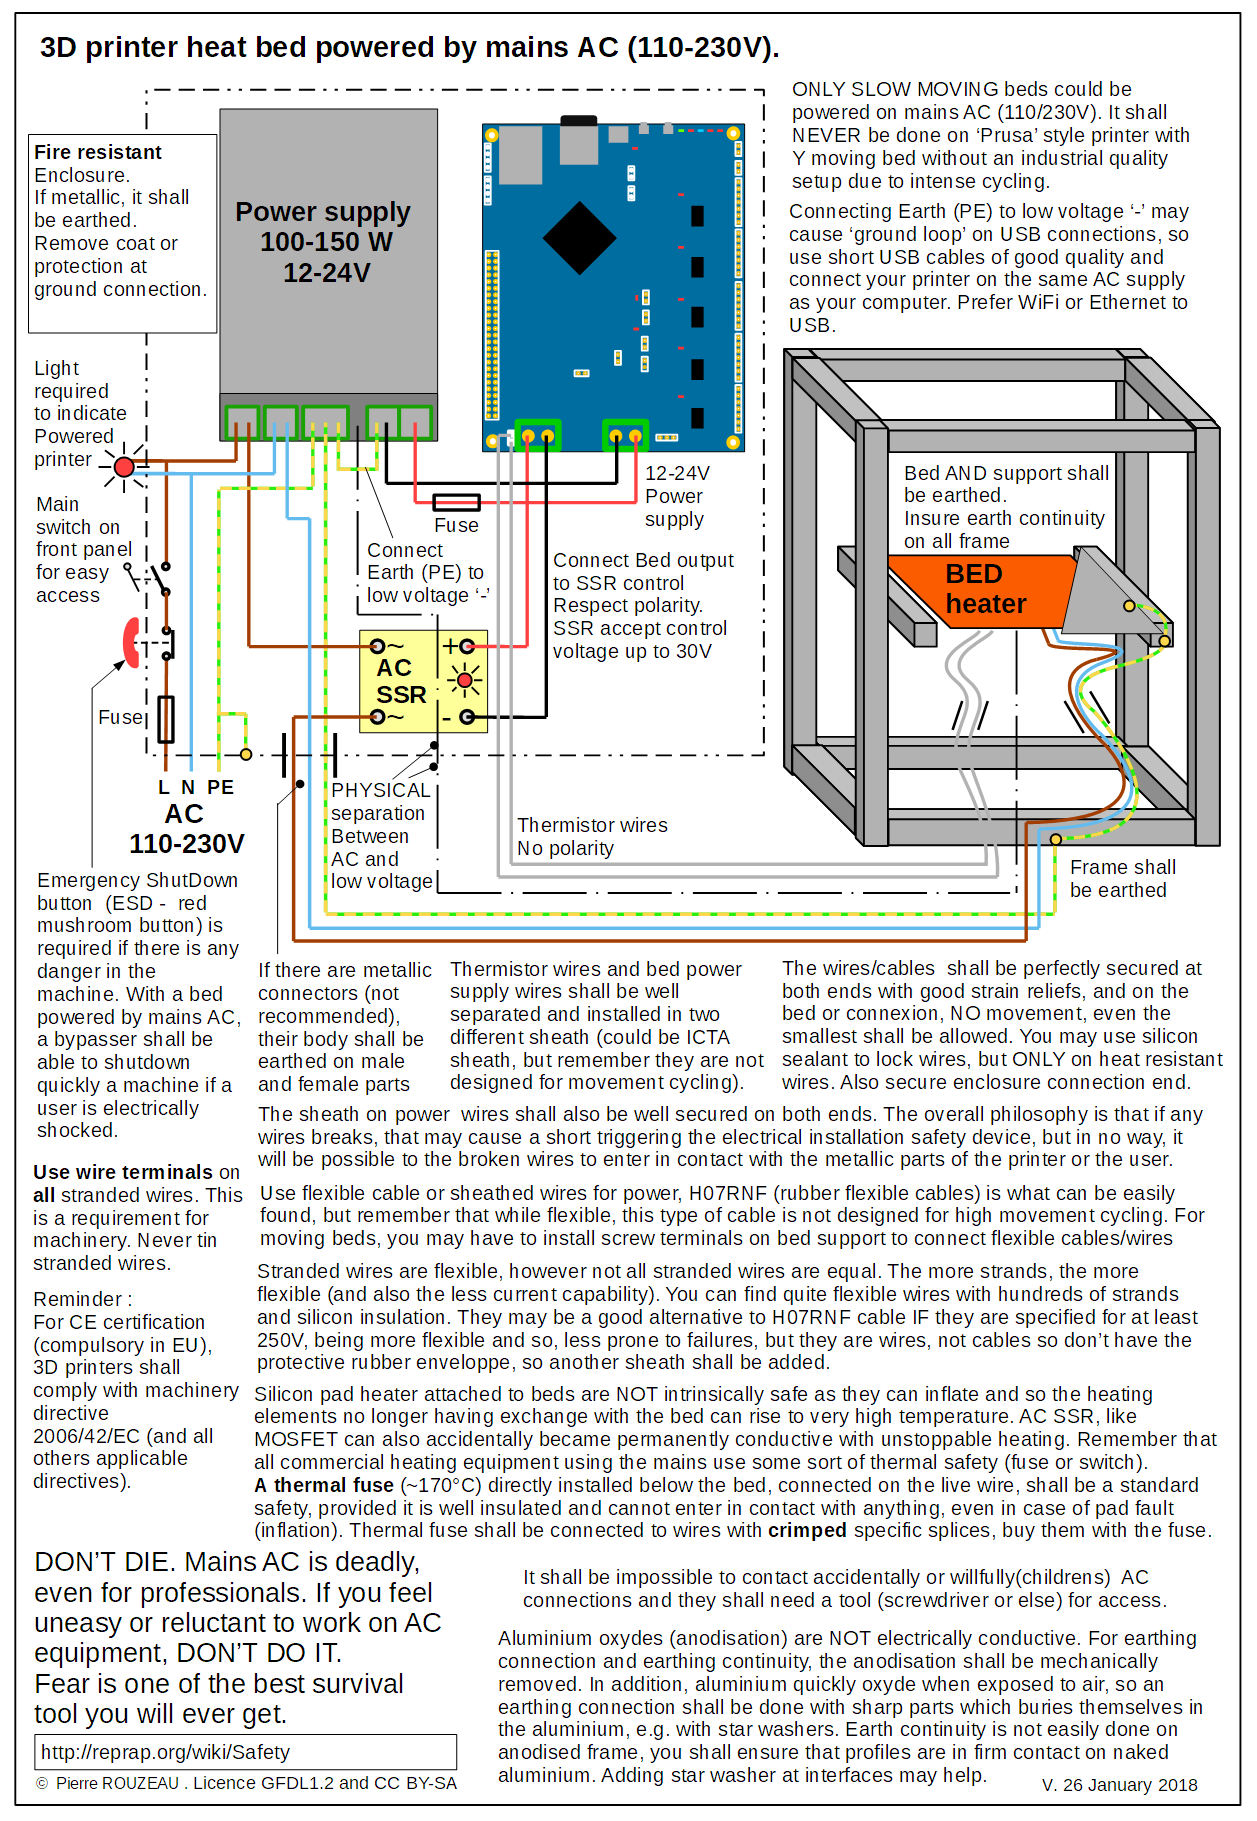 3D printer heat bed powered by mains AC (110-230V).
ONLY SLOW MOVING beds could be
powered on mains AC (110/230V). It shall
NEVER be done on ‘Prusa’ style printer with
Y moving bed without an industrial quality
setup due to intense cycling.
Connecting Earth (PE) to low voltage ‘-’ may
cause ‘ground loop’ on USB connections, so
use short USB cables of good quality and
connect your printer on the same AC supply
as your computer. Prefer WiFi or Ethernet to
USB.
Fire resistant
Enclosure.
If metallic, it shall
be earthed.
Remove coat or
protection at
ground connection.
Power supply
100-150 W
12-24V
Light
required
to indicate
Powered
printer
Main
switch on
front panel
for easy
access
Fuse
L N PE
AC
110-230V
Fuse
12-24V
Power
supply
Connect
Earth (PE) to
low voltage ‘-’
Connect Bed output
to SSR control
Respect polarity.
SSR accept control
voltage up to 30V
~ +
AC
SSR
~ -
PHYSICAL
separation
Between
AC and
low voltage
Thermistor wires
No polarity
Bed AND support shall
be earthed.
Insure earth continuity
on all frame
BED
heater
Frame shall
be earthed
Emergency ShutDown
button (ESD - red
mushroom button) is
required if there is any
danger in the
machine. With a bed
powered by mains AC,
a bypasser shall be
able to shutdown
quickly a machine if a
user is electrically
shocked.
If there are metallic
connectors (not
recommended),
their body shall be
earthed on male
and female parts
Thermistor wires and bed power
supply wires shall be well
separated and installed in two
different sheath (could be ICTA
sheath, but remember they are not
designed for movement cycling).
The wires/cables shall be perfectly secured at
both ends with good strain reliefs, and on the
bed or connexion, NO movement, even the
smallest shall be allowed. You may use silicon
sealant to lock wires, but ONLY on heat resistant
wires. Also secure enclosure connection end.
The sheath on power wires shall also be well secured on both ends. The overall philosophy is that if any
wires breaks, that may cause a short triggering the electrical installation safety device, but in no way, it
will be possible to the broken wires to enter in contact with the metallic parts of the printer or the user.
Use wire terminals on
all stranded wires. This
is a requirement for
machinery. Never tin
stranded wires.
Use flexible cable or sheathed wires for power, H07RNF (rubber flexible cables) is what can be easily
found, but remember that while flexible, this type of cable is not designed for high movement cycling. For
moving beds, you may have to install screw terminals on bed support to connect flexible cables/wires
Stranded wires are flexible, however not all stranded wires are equal. The more strands, the more
flexible (and also the less current capability). You can find quite flexible wires with hundreds of strands
and silicon insulation. They may be a good alternative to H07RNF cable IF they are specified for at least
250V, being more flexible and so, less prone to failures, but they are wires, not cables so don’t have the
protective rubber enveloppe, so another sheath shall be added.
Reminder :
For CE certification
(compulsory in EU),
3D printers shall
comply with machinery
directive
2006/42/EC (and all
others applicable
directives).
Silicon pad heater attached to beds are NOT intrinsically safe as they can inflate and so the heating
elements no longer having exchange with the bed can rise to very high temperature. AC SSR, like
MOSFET can also accidentally became permanently conductive with unstoppable heating. Remember that
all commercial heating equipment using the mains use some sort of thermal safety (fuse or switch).
A thermal fuse (~170°C) directly installed below the bed, connected on the live wire, shall be a standard
safety, provided it is well insulated and cannot enter in contact with anything, even in case of pad fault
(inflation). Thermal fuse shall be connected to wires with crimped specific splices, buy them with the fuse.
DON’T DIE. Mains AC is deadly,
even for professionals. If you feel
uneasy or reluctant to work on AC
equipment, DON’T DO IT.
Fear is one of the best survival
tool you will ever get.
http://reprap.org/wiki/Safety
© Pierre ROUZEAU . Licence GFDL1.2 and CC BY-SA
It shall be impossible to contact accidentally or willfully(childrens) AC
connections and they shall need a tool (screwdriver or else) for access.
Aluminium oxydes (anodisation) are NOT electrically conductive. For earthing
connection and earthing continuity, the anodisation shall be mechanically
removed. In addition, aluminium quickly oxyde when exposed to air, so an
earthing connection shall be done with sharp parts which buries themselves in
the aluminium, e.g. with star washers. Earth continuity is not easily done on
anodised frame, you shall ensure that profiles are in firm contact on naked
aluminium. Adding star washer at interfaces may help.
V. 26 January 2018